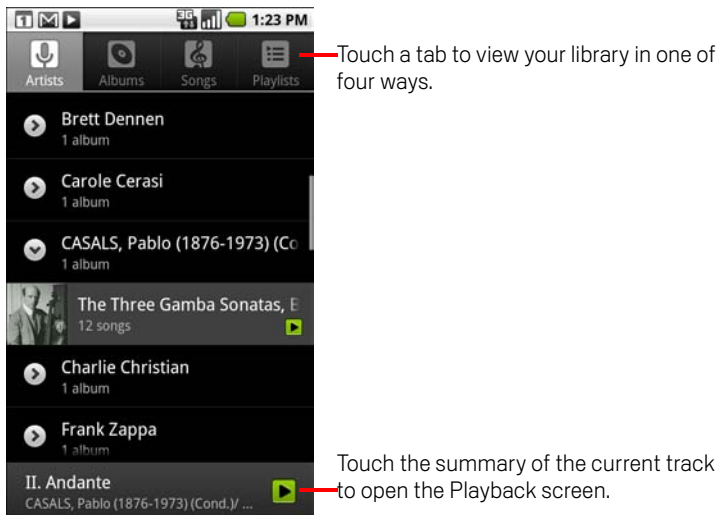 1 M 3G 1:23 PM
Artists Albums Songs Playlists
Touch a tab to view your library in one of
four ways.
Brett Dennen
1 album
Carole Cerasi
1 album
CASALS, Pablo (1876-1973) (Co
1 album
The Three Gamba Sonatas, B
12 songs
Charlie Christian
1 album
Frank Zappa
1 album
II. Andante
CASALS, Pablo (1876-1973) (Cond.)/ ...
Touch the summary of the current track
to open the Playback screen.